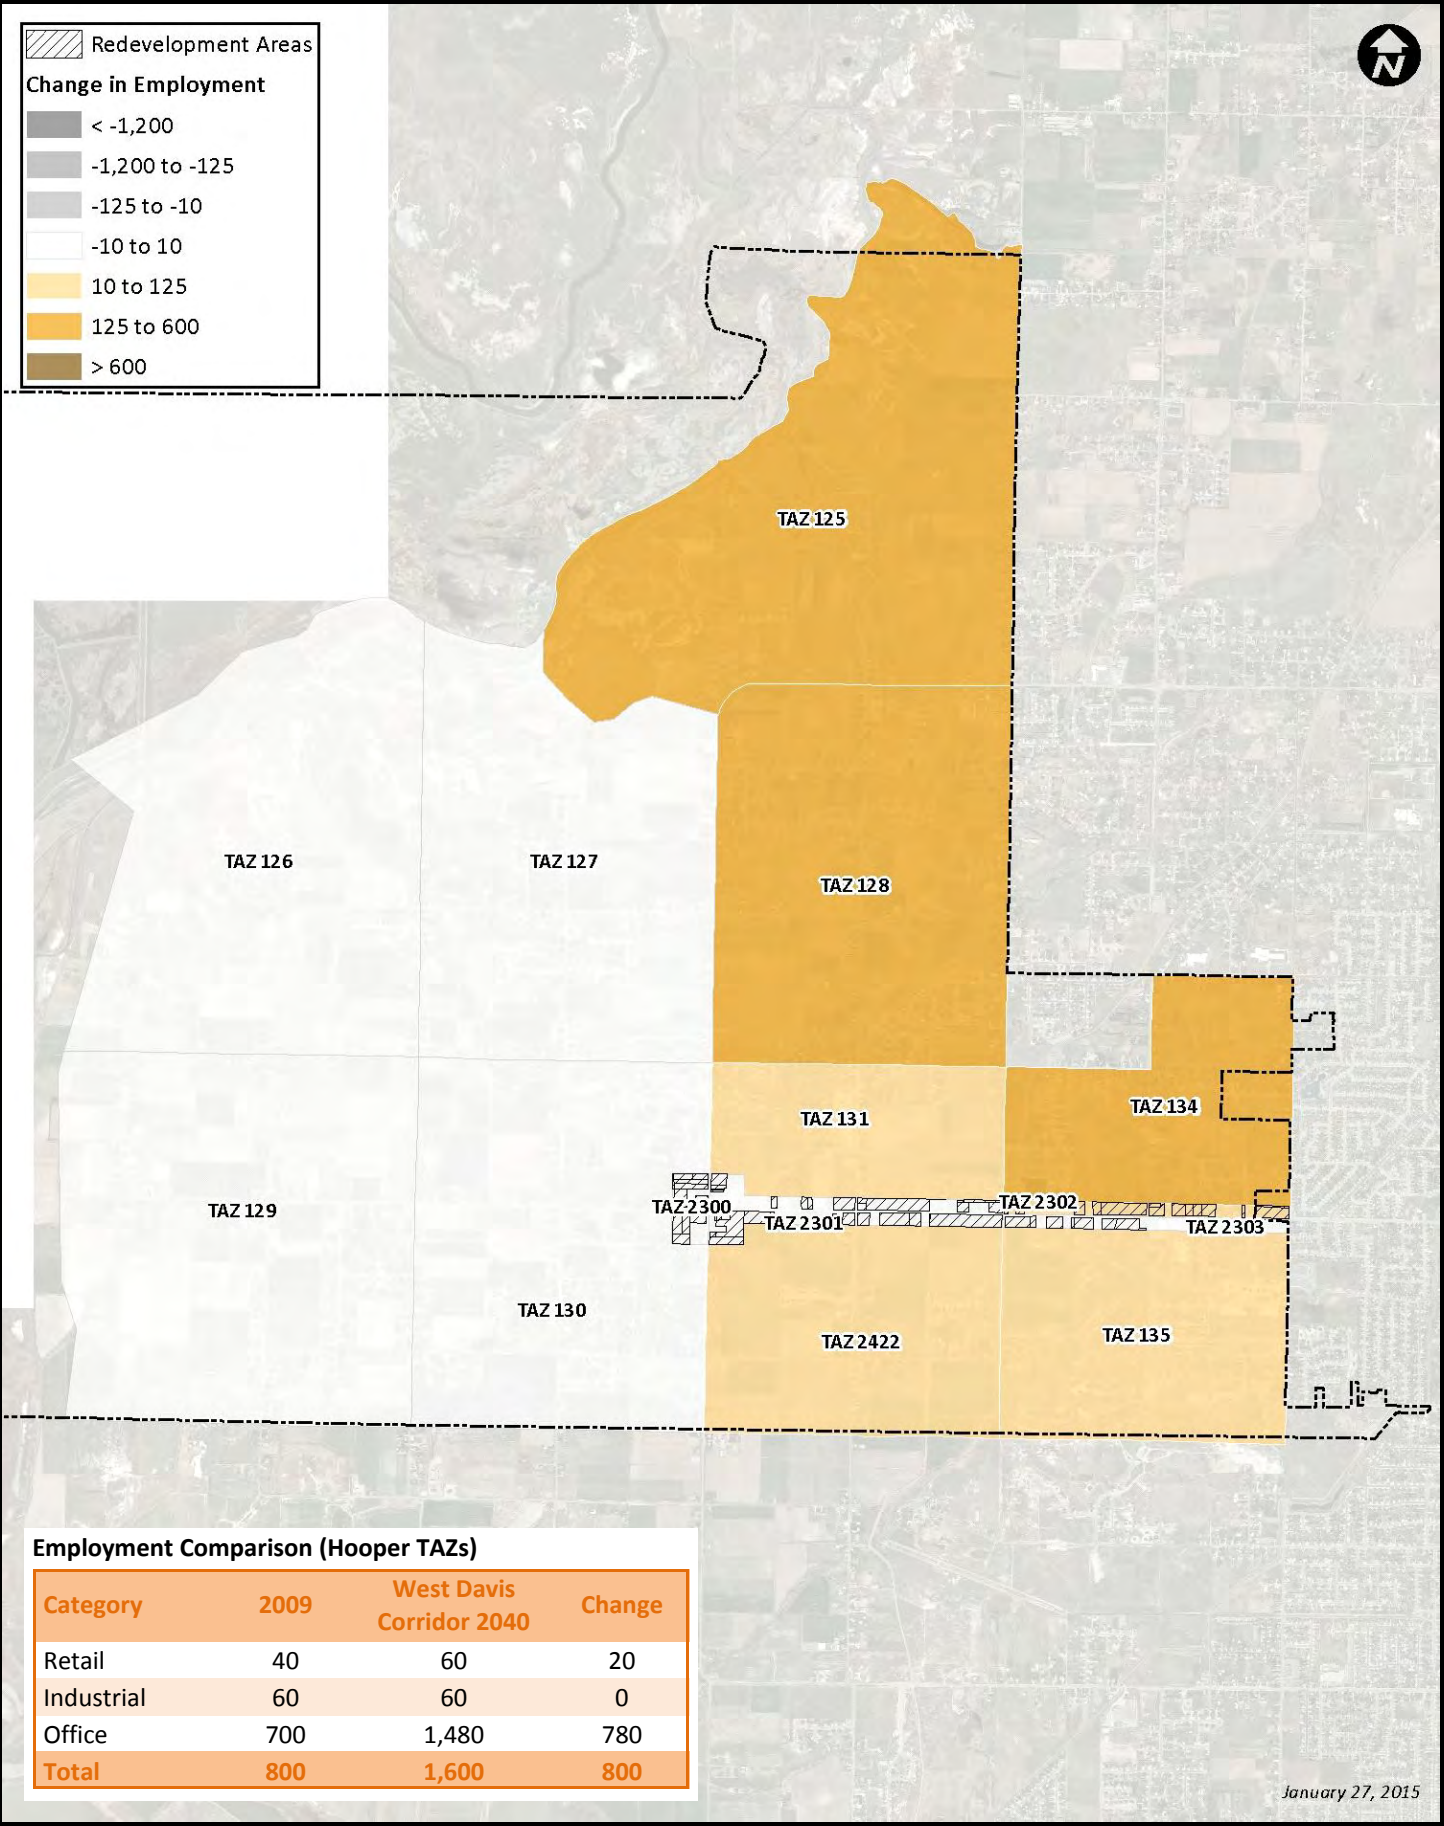 Redevelopment Areas
Change in Employment
< -1,200
-1,200 to -125
-125 to -10
-10 to 10
10 to 125
125 to 600
> 600
N
TAZ 125
TAZ 126
TAZ 127
TAZ 128
TAZ 134
TAZ 131
TAZ 129
TAZ 2300
TAZ 2301
TAZ 2302
TAZ 2303
TAZ 130
TAZ 2422
TAZ 135
Employment Comparison (Hooper TAZs)
Category 2009 West Davis Corridor 2040 Change
Retail 40 60 20
Industrial 60 60 0
Office 700 1,480 780
Total 800 1,600 800
January 27, 2015